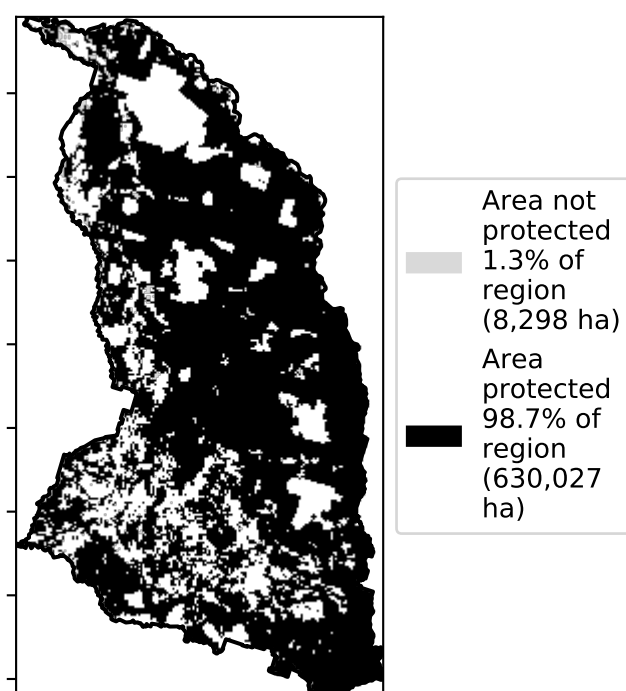 Area not
protected
1.3% of
region
(8,298 ha)
Area
protected
98.7% of
region
(630,027
ha)